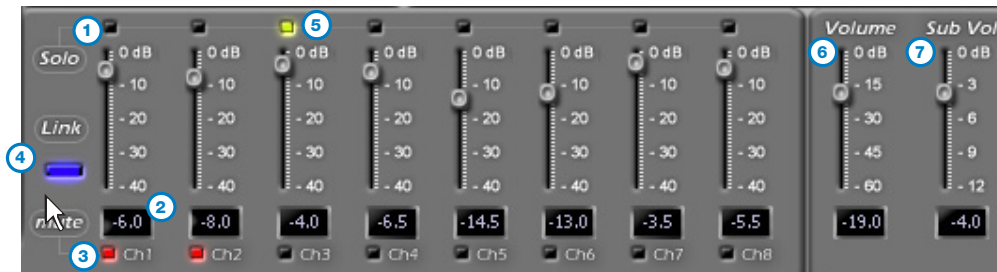 Volume Sub Vol
1 5
Solo 0 dB 0 dB 0 dB 0 dB 0 dB 0 dB 0 dB 0 dB 6 0 dB 7 0 dB
- 10 - 10 - 10 - 10 - 10 - 10 - 10 - 10 - 15 - 3
Link - 20 - 20 - 20 - 20 - 20 - 20 - 20 - 20 - 30 - 6
4 - 30 - 30 - 30 - 30 - 30 - 30 - 30 - 30 - 45 - 9
- 40 - 40 - 40 - 40 - 40 - 40 - 40 - 40 - 60 - 12
2
-6.0 -8.0 -4.0 -6.5 -14.5 -13.0 -3.5 -5.5 -19.0 -4.0
3 Ch1 Ch2 Ch3 Ch4 Ch5 Ch6 Ch7 Ch8